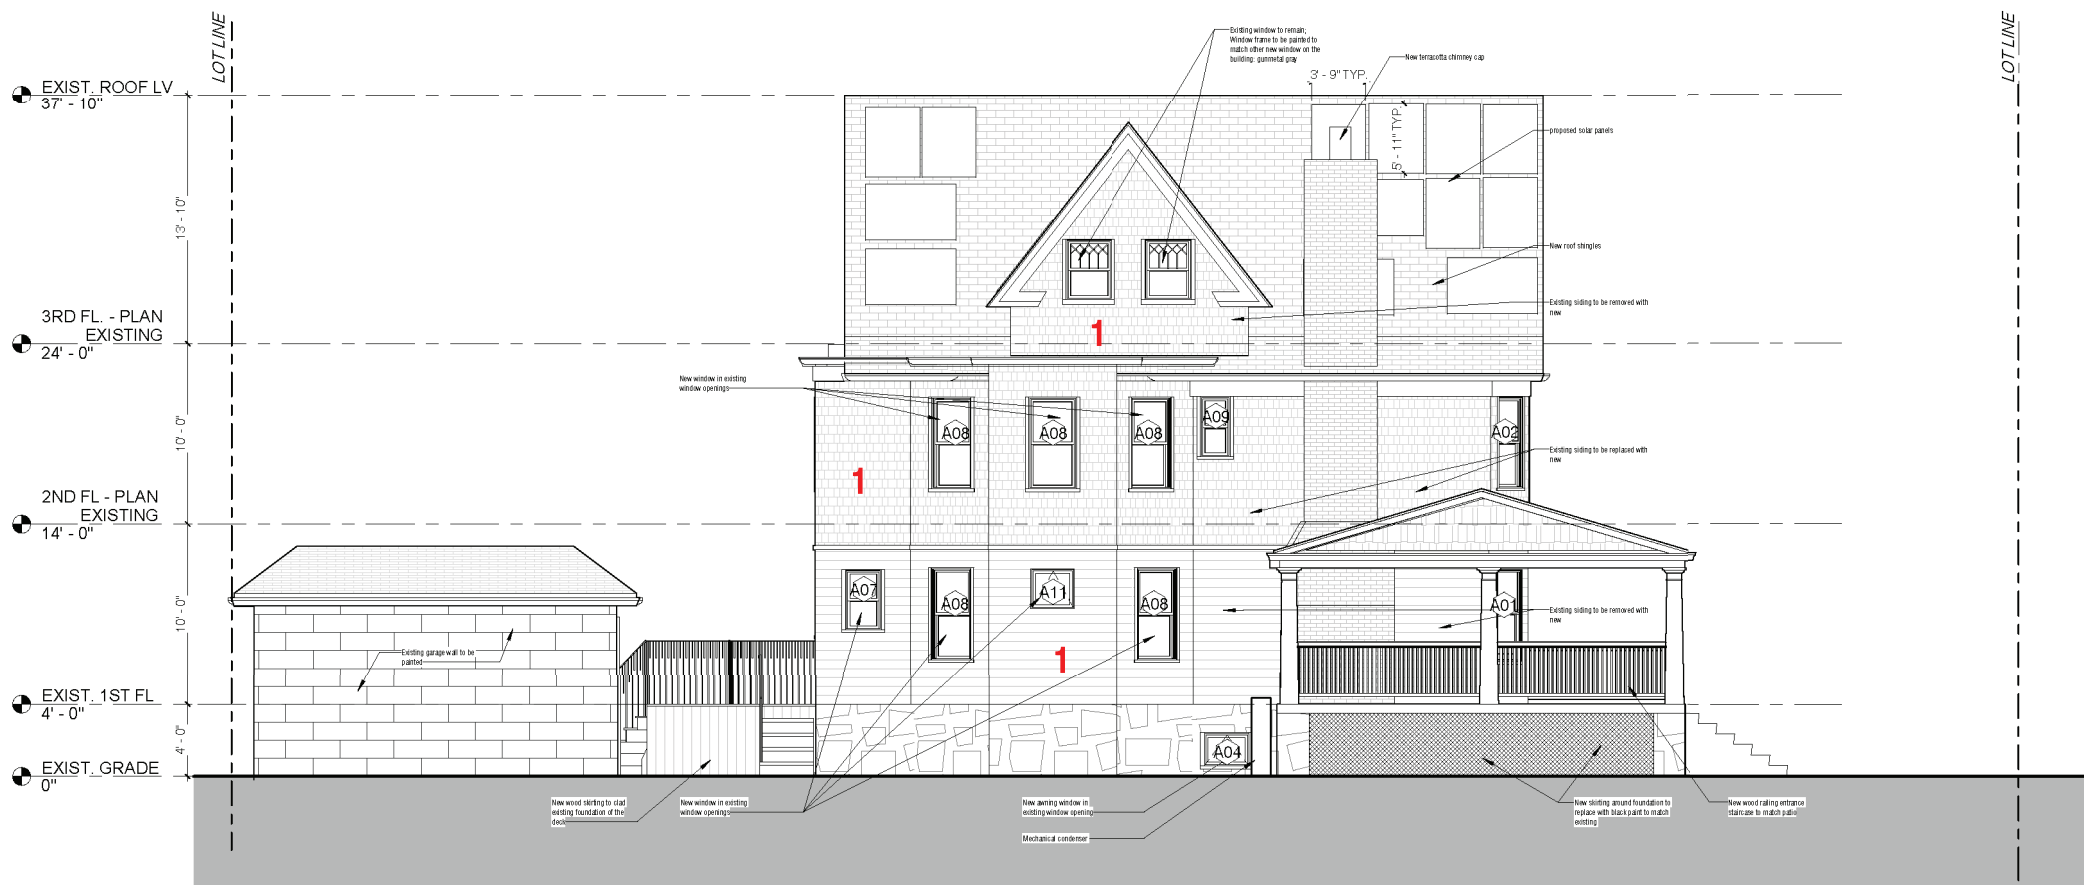 LOT LINE
LOT LINE
Existing window to remain;
Window frame to be painted to
match other new window on the
building: gunmetal gray
New terracotta chimney cap
3' - 9" TYP.
EXIST. ROOF LV
37' - 10"
5' - 11" TYP.
proposed solar panels
13' - 10"
New roof shingles
Existing siding to be removed with
new
3RD FL. - PLAN
EXISTING
24' - 0"
1
New window in existing
window openings
A09
A08
A08
A08
A02
10' - 0"
Existing siding to be replaced with
new
1
2ND FL - PLAN
EXISTING
14' - 0"
A07
A08
A11
A08
A01
10' - 0"
Existing siding to be removed with
new
Existing garage wall to be
painted
1
EXIST. 1ST FL
4' - 0"
4' - 0"
A04
EXIST. GRADE
0"
New wood skirting to clad
existing foundation of the
deck
New window in existing
window openings
New awning window in
existing window opening
Mechanical condenser
New skirting around foundation to
replace with black paint to match
existing
New wood railing entrance
staircase to match patio